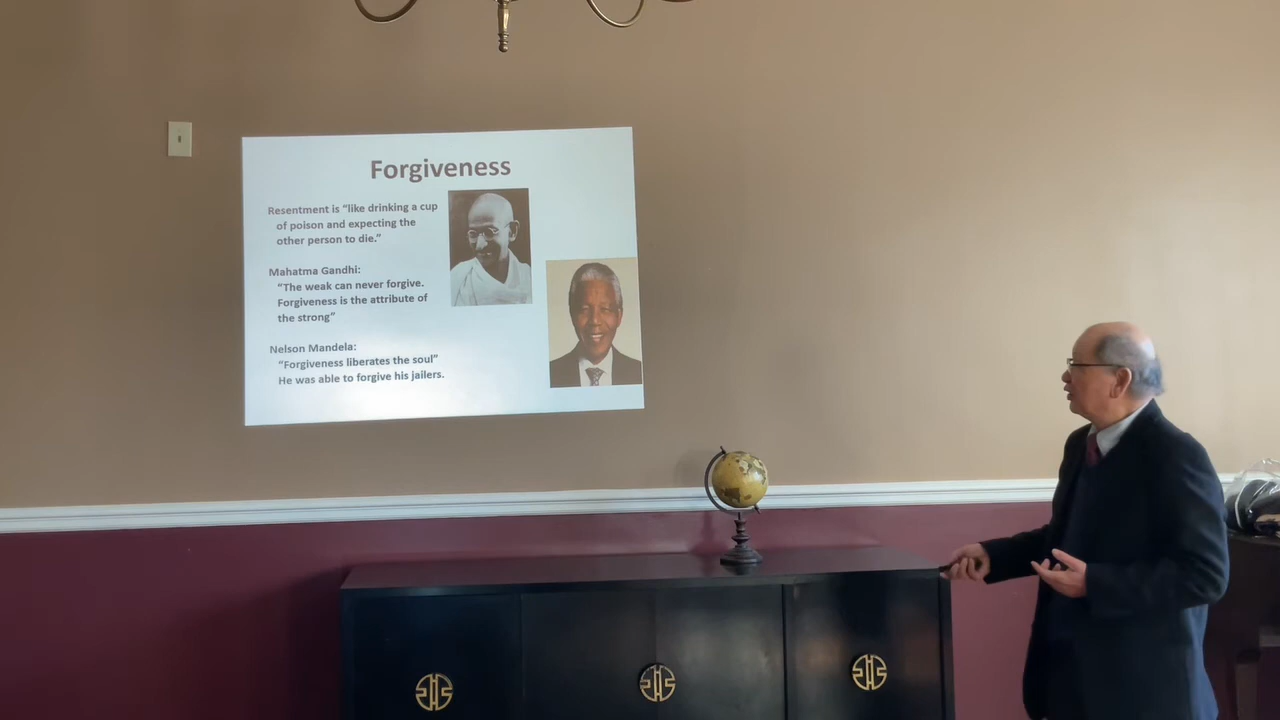 Forgiveness
Resentment is “like drinking a cup
of poison and expecting the
other person to die.”
Mahatma Gandhi:
“The weak can never forgive.
Forgiveness is the attribute of
the strong”
Nelson Mandela:
“Forgiveness liberates the soul”
He was able to forgive his jailers.